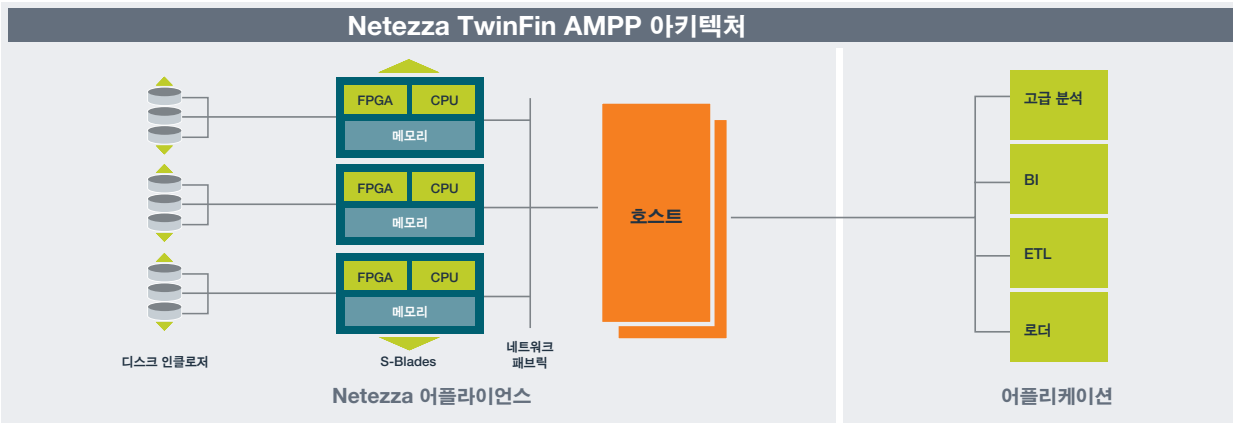 Netezza TwinFin AMPP 아키텍처
FPGA
CPU
메모리
FPGA
CPU
메모리
FPGA
CPU
메모리
디스크 인클로저
S-Blades
네트워크
패브릭
호스트
Netezza 어플라이언스
고급 분석
BI
ETL
로더
어플리케이션